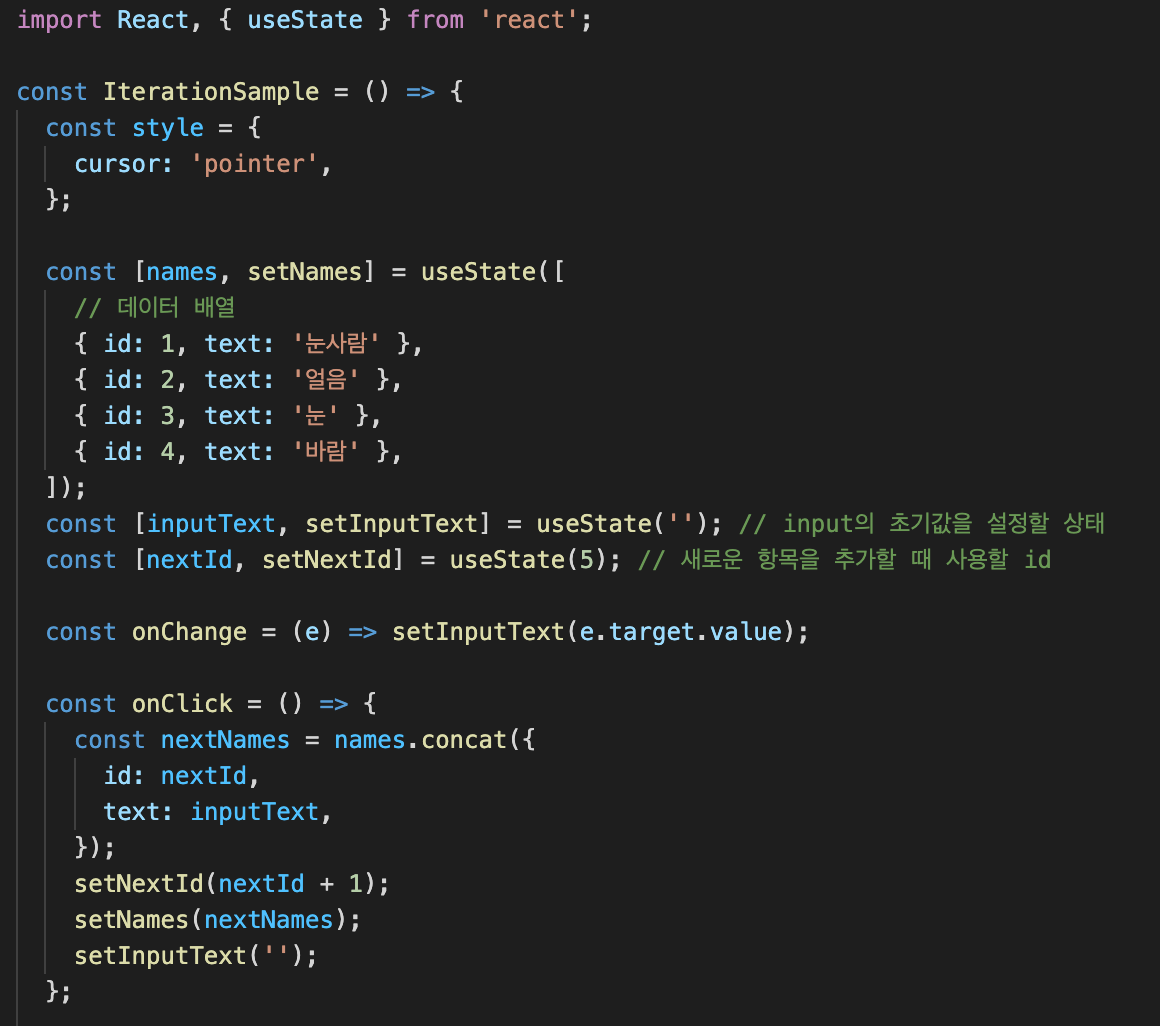 import React, { useState } from 'react';
const IterationSample = () => {
const style = {
cursor: 'pointer',
};
const [names, setNames] = useState([
// 데이터 배열
{ id: 1, text: '눈사람' },
{ id: 2, text: '얼음' },
{ id: 3, text: '눈' },
{ id: 4, text: '바람' },
]);
const [inputText, setInputText] = useState(''); // input의 초기값을 설정할 상태
const [nextId, setNextId] = useState(5); // 새로운 항목을 추가할 때 사용할 id
const onChange = (e) => setInputText(e.target.value);
const onClick = () => {
const nextNames = names.concat({
id: nextId,
text: inputText,
});
setNextId(nextId + 1);
setNames(nextNames);
setInputText('');
};